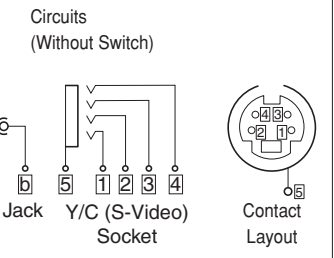 Circuits
(Without Switch)
4 3
2 1
b 5 1 2 3 4 5
Jack Y/C (S-Video) Contact
Socket Layout